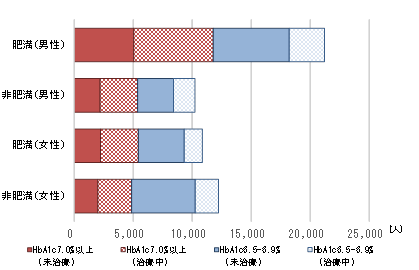 肥満(男性)
非肥満(男性)
肥満(女性)
非肥満(女性)
0 5,000 10,000 15,000 20,000 25,000 (人)
HbA1c7.0%以上 HbA1c7.0%以上 HbA1c6.5-6.9% HbA1c6.5-6.9%
(未治療) (治療中) (未治療) (治療中)